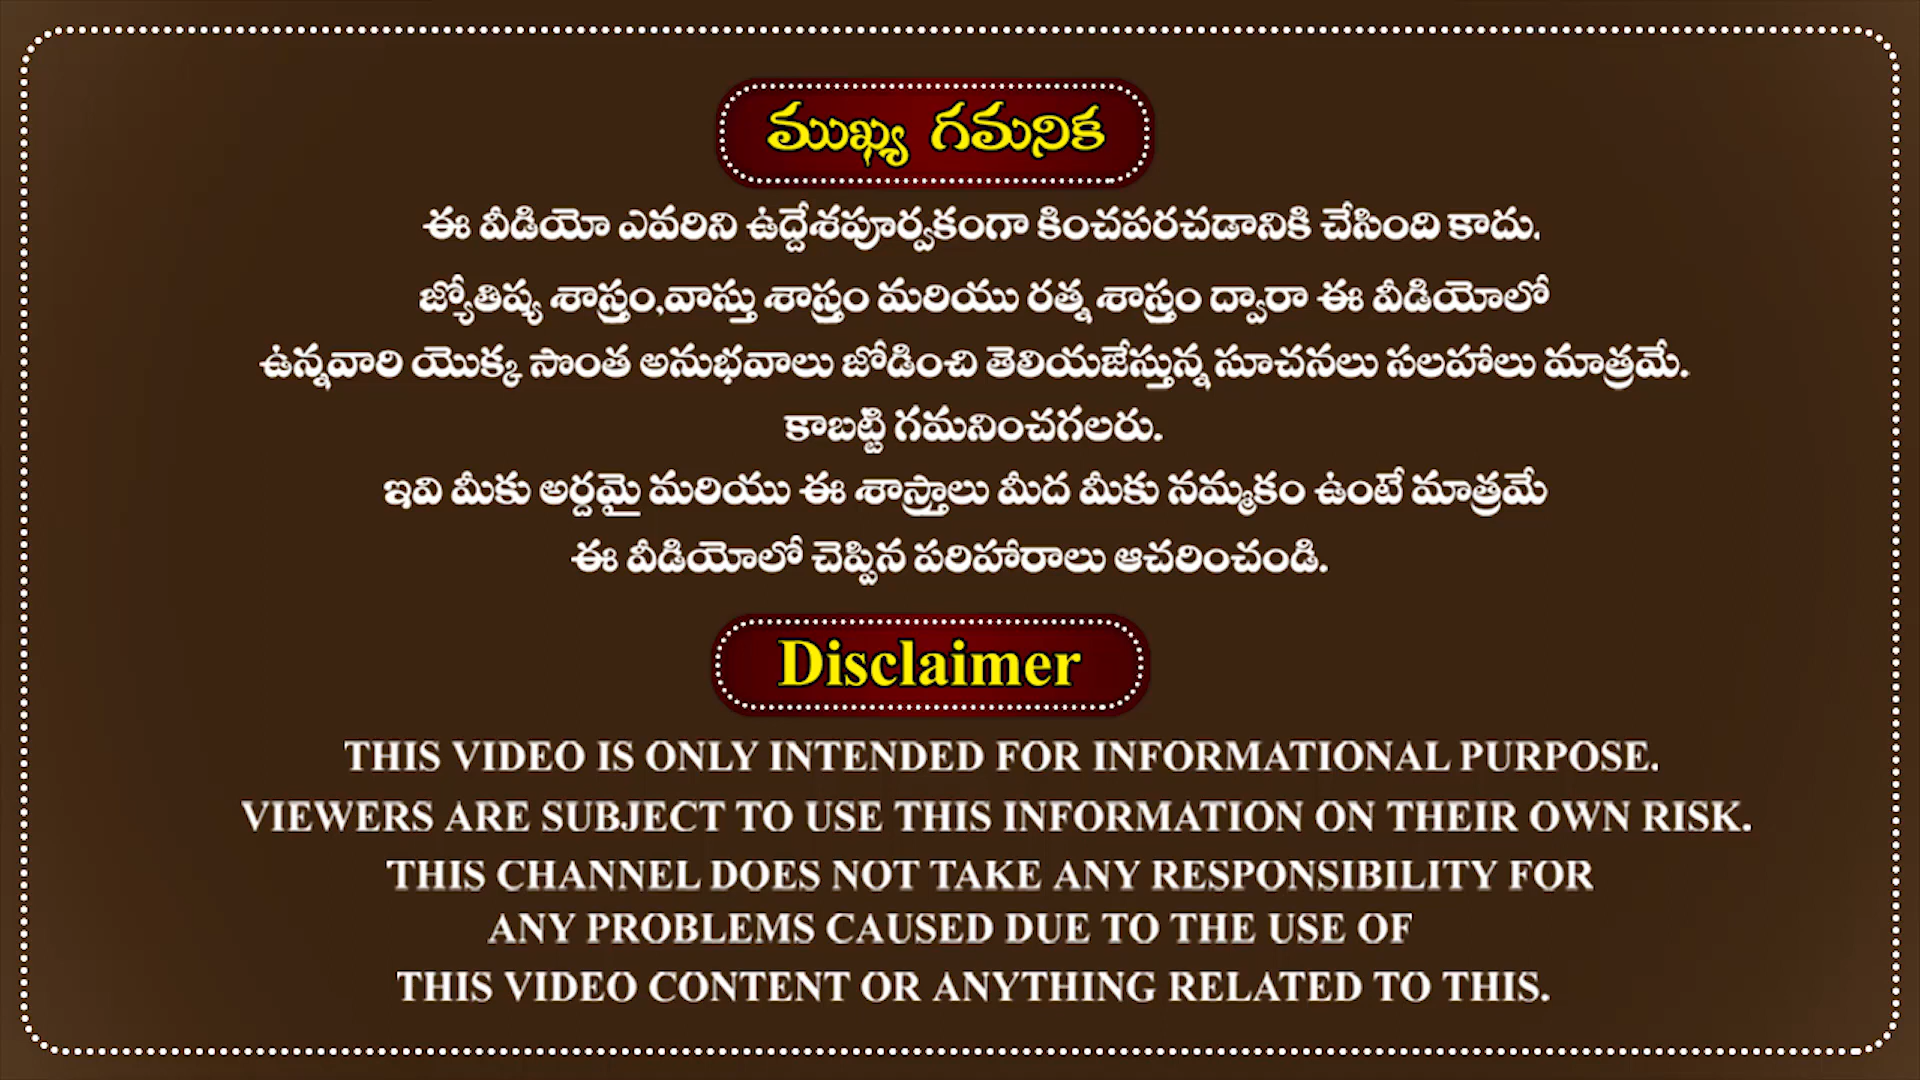 ముఖ్య గమనిక
ఈ వీడియో ఎవరిని ఉద్దేశపూర్వకంగా కించపరచడానికి చేసింది కాదు.
జ్యోతిష్య శాస్త్రం,వాస్తు శాస్త్రం మరియు రత్న శాస్త్రం ద్వారా ఈ వీడియోలో
ఉన్నవారి యొక్క సొంత అనుభవాలు జోడించి తెలియజేస్తున్న సూచనలు సలహాలు మాత్రమే.
కాబట్టి గమనించగలరు.
ఇవి మీకు అర్దమై మరియు ఈ శాస్త్రాలు మీద మీకు నమ్మకం ఉంటే మాత్రమే
ఈ వీడియోలో చెప్పిన పరిహారాలు ఆచరించండి.
Disclaimer
THIS VIDEO IS ONLY INTENDED FOR INFORMATIONAL PURPOSE.
VIEWERS ARE SUBJECT TO USE THIS INFORMATION ON THEIR OWN RISK.
THIS CHANNEL DOES NOT TAKE ANY RESPONSIBILITY FOR
ANY PROBLEMS CAUSED DUE TO THE USE OF
THIS VIDEO CONTENT OR ANYTHING RELATED TO THIS.